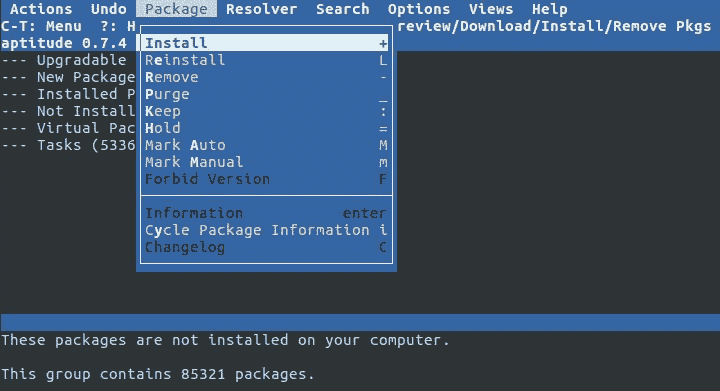 Actions  Undo  Package  Resolver  Search  Options  Views  Help
C-T: Menu  ?: H review/Download/Install/Remove Pkgs
aptitude 0.7.4
Install +
--- Upgradable Reinstall L
--- New Package Remove -
--- Installed P Purge _
--- Not Install Keep :
--- Virtual Pac Hold =
--- Tasks (5336 Mark Auto M
Mark Manual m
Forbid Version F
Information enter
Cycle Package Information i
Changelog C
These packages are not installed on your computer.
This group contains 85321 packages.